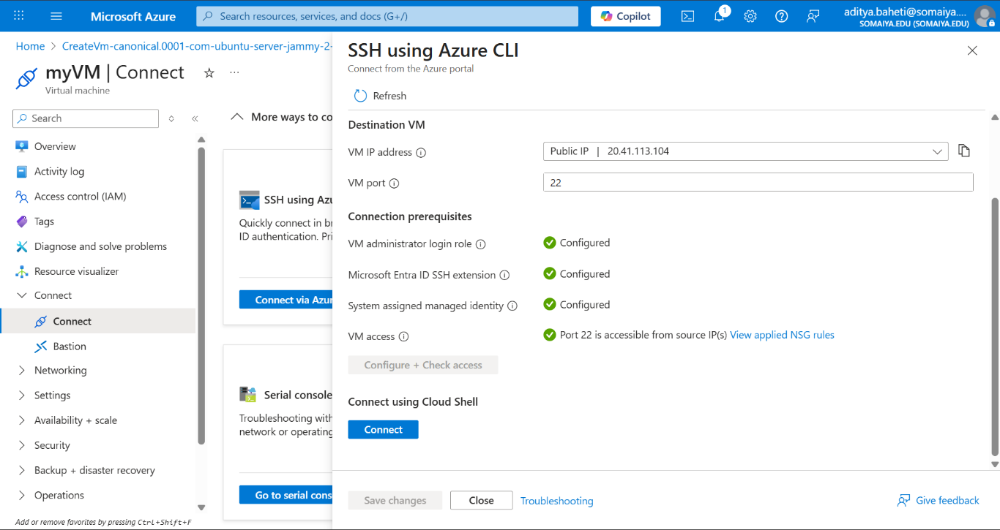 Microsoft Azure
Search resources, services, and docs (G+/)
Copilot
1
aditya.baheti@somaiya....
SOMAIYA.EDU (SOMAIYA.EDU)
Home > CreateVm-canonical.0001-com-ubuntu-server-jammy-2-
myVM | Connect
Virtual machine
Search
Overview
Activity log
Access control (IAM)
Tags
Diagnose and solve problems
Resource visualizer
Connect
Connect
Bastion
Networking
Settings
Availability + scale
Security
Backup + disaster recovery
Operations
Add or remove favorites by pressing Ctrl+Shift+F
More ways to co
SSH using Azu
Quickly connect in br
ID authentication. Pri
Connect via Azur
Serial console
Troubleshooting with
network or operating
Go to serial cons
SSH using Azure CLI
Connect from the Azure portal
Refresh
Destination VM
VM IP address
Public IP | 20.41.113.104
VM port
22
Connection prerequisites
VM administrator login role
Configured
Microsoft Entra ID SSH extension
Configured
System assigned managed identity
Configured
VM access
Port 22 is accessible from source IP(s) View applied NSG rules
Configure + Check access
Connect using Cloud Shell
Connect
Save changes
Close
Troubleshooting
Give feedback